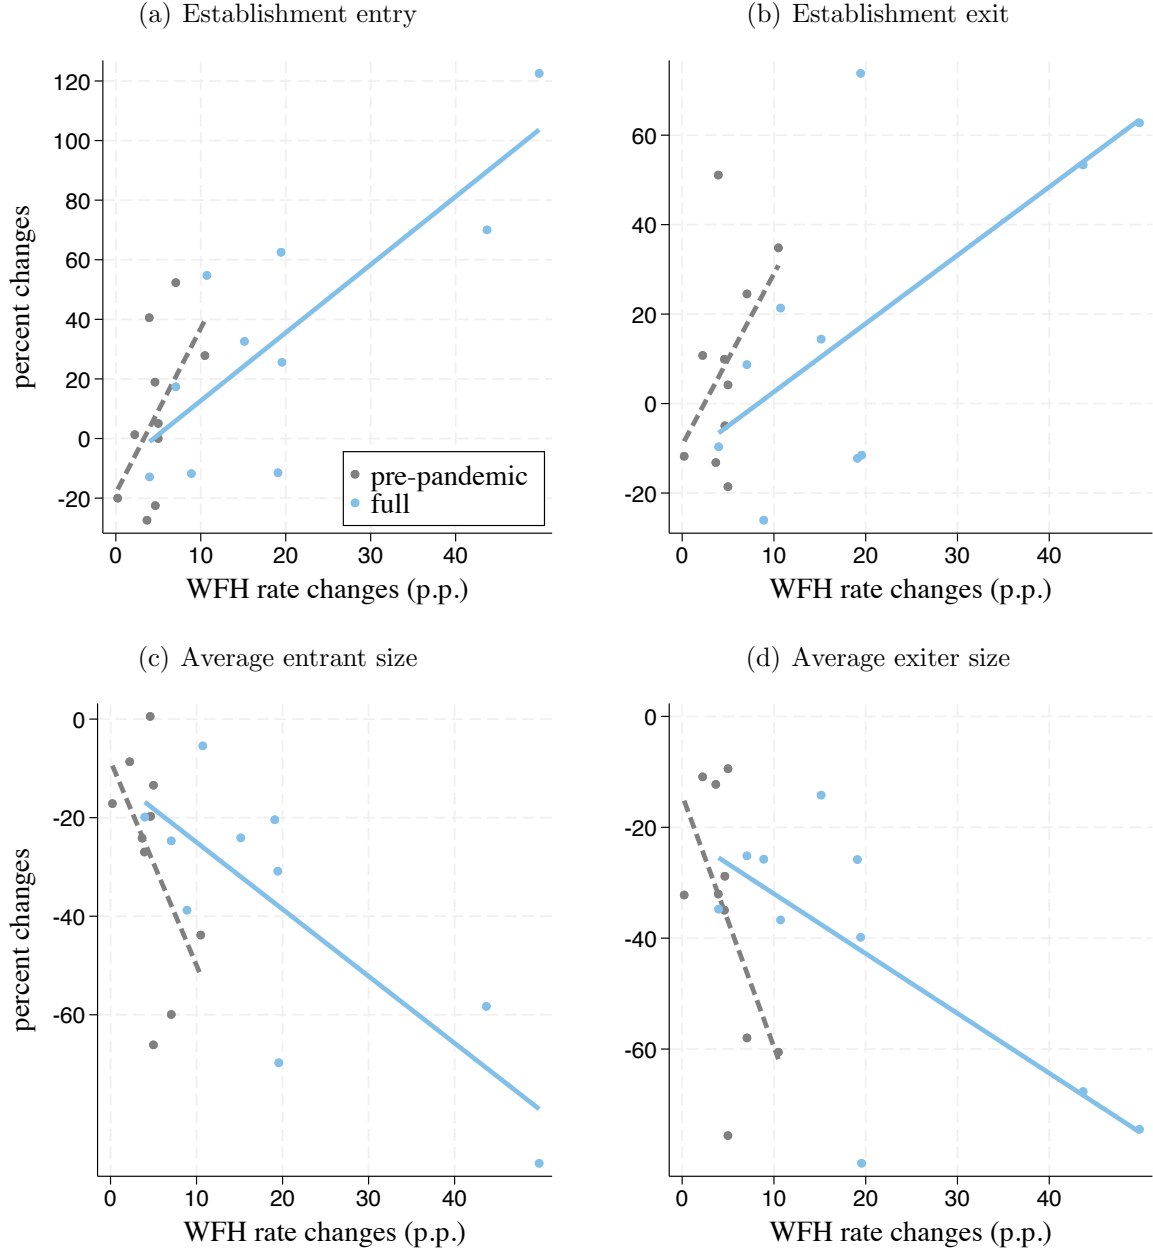 (a) Establishment entry
percent changes
120
100
80
60
40
20
0
-20
pre-pandemic
full
0 10 20 30 40
WFH rate changes (p.p.)
(b) Establishment exit
60
40
20
0
-20
0 10 20 30 40
WFH rate changes (p.p.)
(c) Average entrant size
percent changes
0
-20
-40
-60
0 10 20 30 40
WFH rate changes (p.p.)
(d) Average exiter size
0
-20
-40
-60
0 10 20 30 40
WFH rate changes (p.p.)